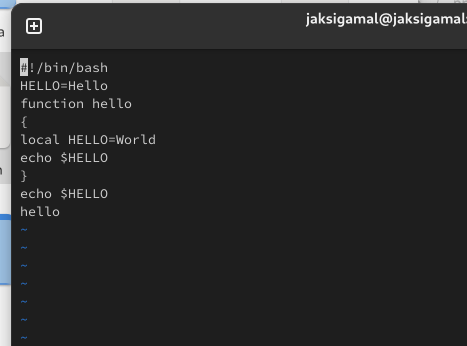 jaksigamal@jaksigamal:
#!/bin/bash
HELLO=Hello
function hello
{
local HELLO=World
echo $HELLO
}
echo $HELLO
hello
~
~
~
~
~
~
~